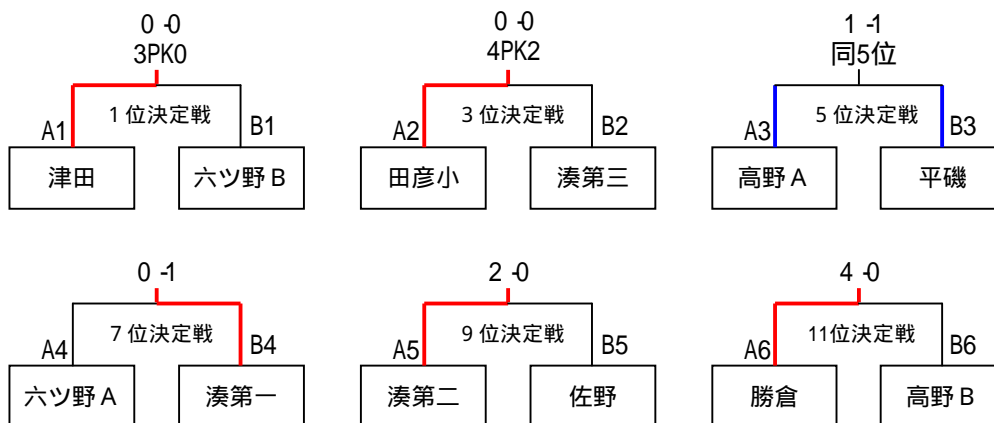 0 -0
3PK0
1位決定戦
A1
B1
津田
六ツ野B
0 -0
4PK2
3位決定戦
A2
B2
田彦小
湊第三
1 -1
同5位
5位決定戦
A3
B3
高野A
平磯
0 -1
7位決定戦
A4
B4
六ツ野A
湊第一
2 -0
9位決定戦
A5
B5
湊第二
佐野
4 -0
11位決定戦
A6
B6
勝倉
高野B